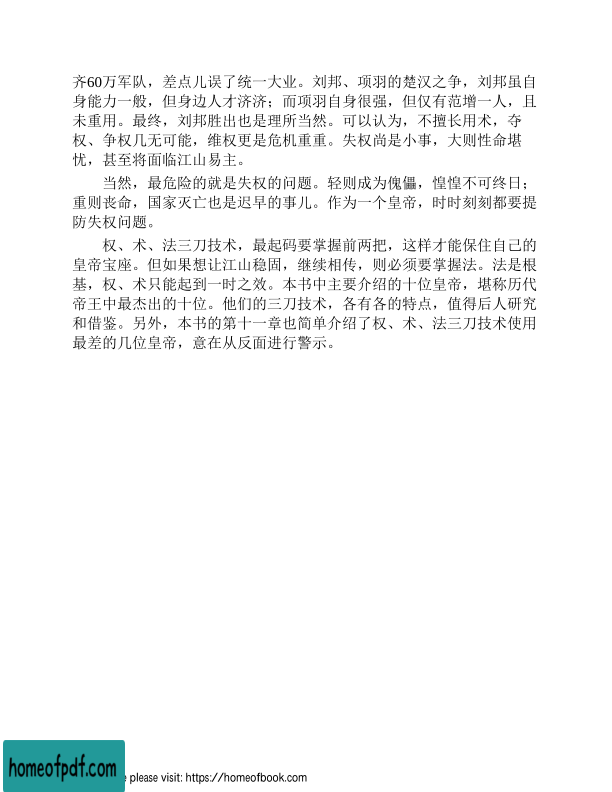 齐60万军队，差点儿误了统一大业。刘邦、项羽的楚汉之争，刘邦虽自
身能力一般，但身边人才济济；而项羽自身很强，但仅有范增一人，且
未重用。最终，刘邦胜出也是理所当然。可以认为，不擅长用术，夺
权、争权几无可能，维权更是危机重重。失权尚是小事，大则性命堪
忧，甚至将面临江山易主。
当然，最危险的就是失权的问题。轻则成为傀儡，惶惶不可终日；
重则丧命，国家灭亡也是迟早的事儿。作为一个皇帝，时时刻刻都要提
防失权问题。
权、术、法三刀技术，最起码要掌握前两把，这样才能保住自己的
皇帝宝座。但如果想让江山稳固，继续相传，则必须要掌握法。法是根
基，权、术只能起到一时之效。本书中主要介绍的十位皇帝，堪称历代
帝王中最杰出的十位。他们的三刀技术，各有各的特点，值得后人研究
和借鉴。另外，本书的第十一章也简单介绍了权、术、法三刀技术使用
最差的几位皇帝，意在从反面进行警示。
homeofpdf.com
e please visit: https://homeofbook.com